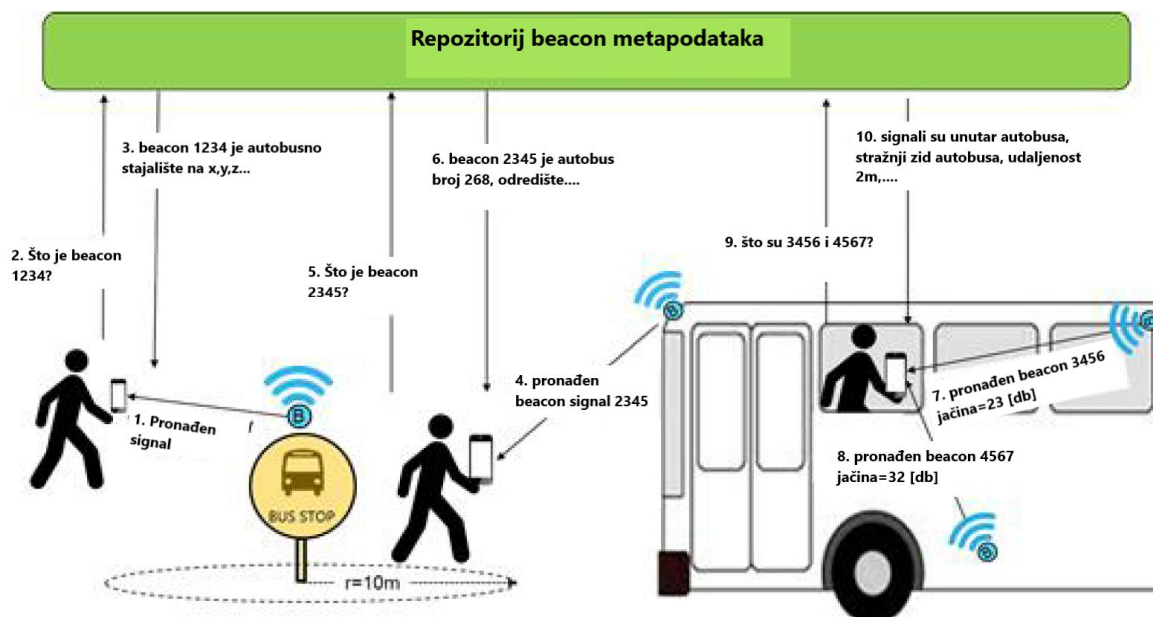 Repozitorij beacon metapodataka
3. beacon 1234 je autobusno
stajalište na x,y,z...
6. beacon 2345 je autobus
broj 268, odredište....
10. signali su unutar autobusa,
stražnji zid autobusa, udaljenost
2m,....
2. Što je beacon
1234?
5. Što je beacon
2345?
9. što su 3456 i 4567?
4. pronađen
beacon signal 2345
1. Pronađen
signal
B
7. pronađen beacon 3456
jačina=23 [db]
8. pronađen beacon 4567
jačina=32 [db]
BUS STOP
r=10m